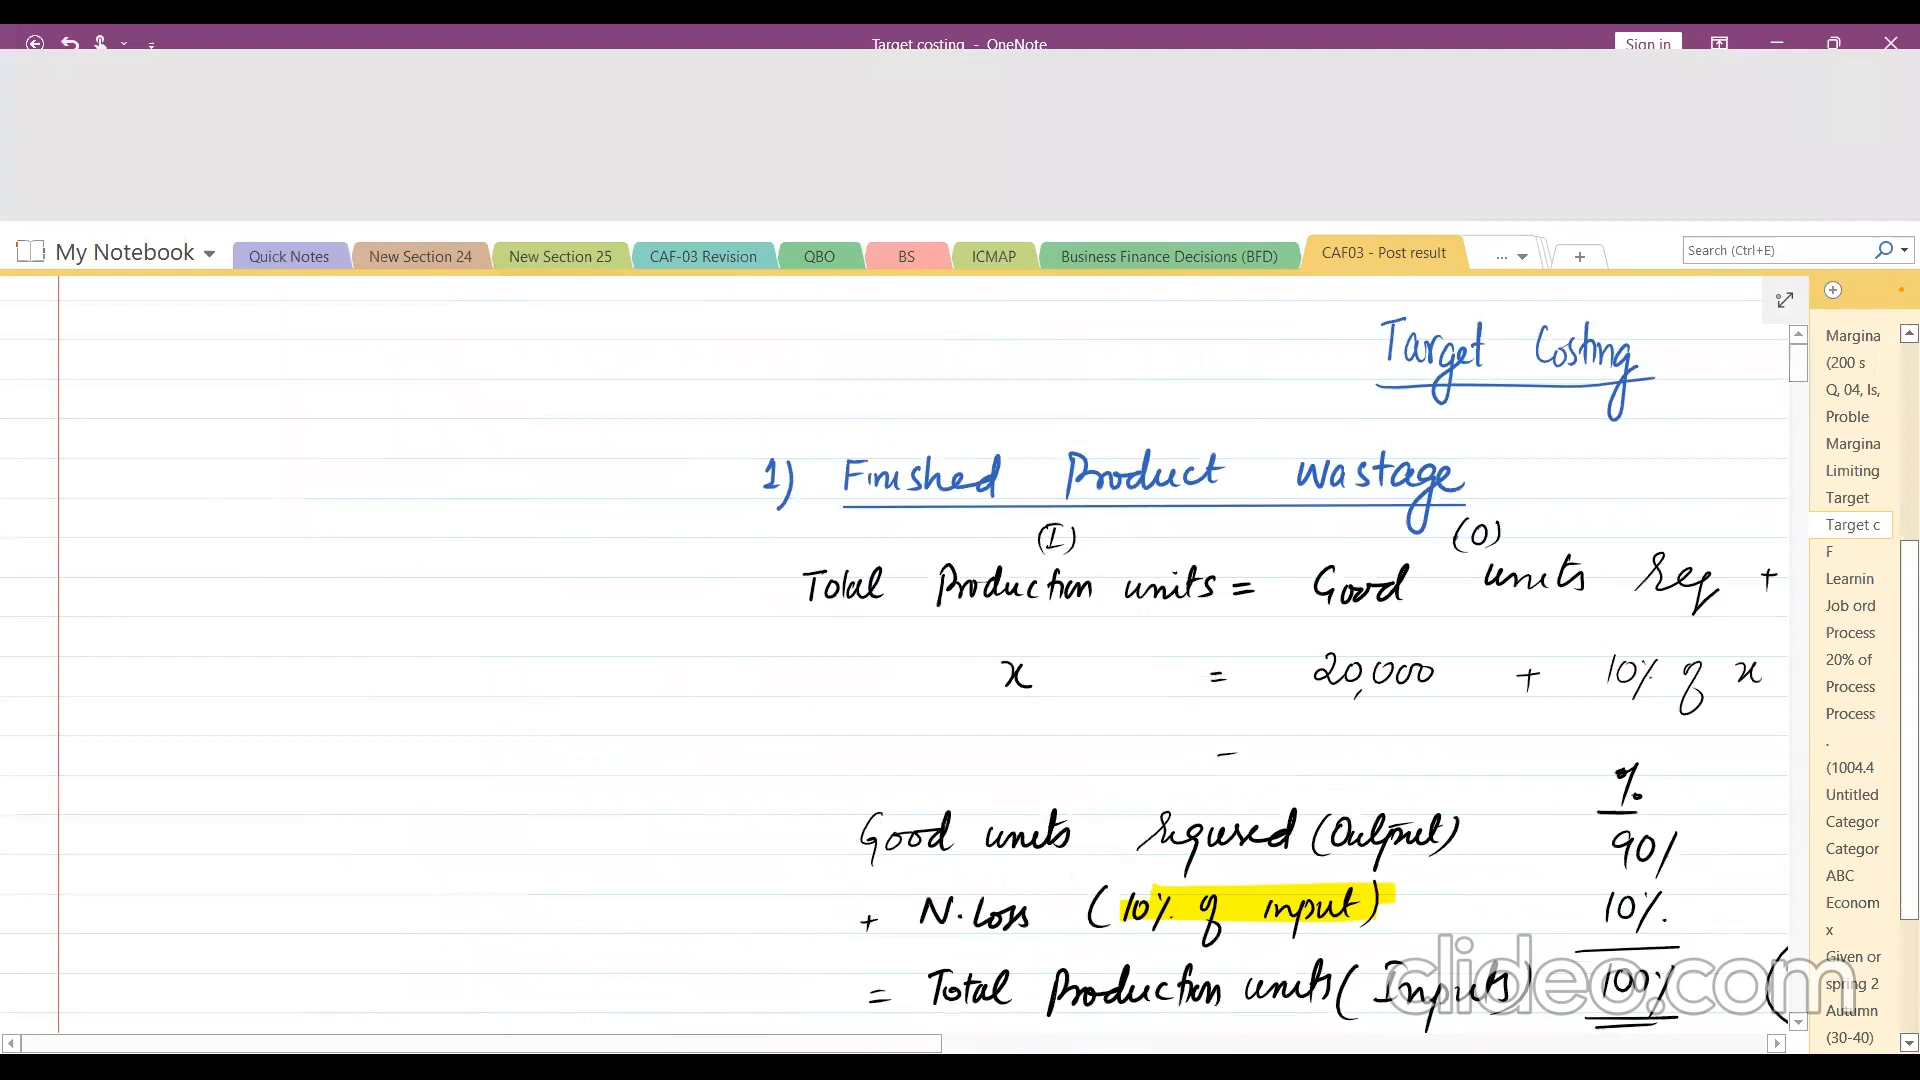 Target costing - OneNote
Sign in
My Notebook
Quick Notes
New Section 24
New Section 25
CAF-03 Revision
QBO
BS
ICMAP
Business Finance Decisions (BFD)
CAF03 - Post result
...
+
Search (Ctrl+E)
Target Costing
1) Finished Product Wastage
(I) (O)
Total Production units = Good units req +
x = 20,000 + 10% of x
-
%
Good units required (Output) 90%
+ N. Loss (10% of input) 10%.
= Total Production units (Inputs) 100% (
clideo.com
Margina
(200 s
Q, 04, Is,
Proble
Margina
Limiting
Target
Target c
F
Learnin
Job ord
Process
20% of
Process
Process
.
(1004.4
Untitled
Categor
Categor
ABC
Econom
x
Given or
spring 2
Autumn
(30-40)